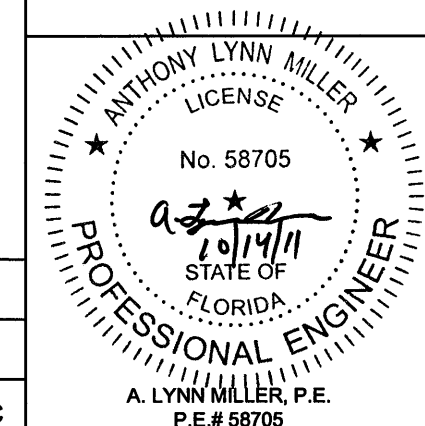 ANTHONY LYNN MILLER
LICENSE
No. 58705
10/14/11
STATE OF
FLORIDA
PROFESSIONAL ENGINEER
A. LYNN MILLER, P.E.
P.E.# 58705